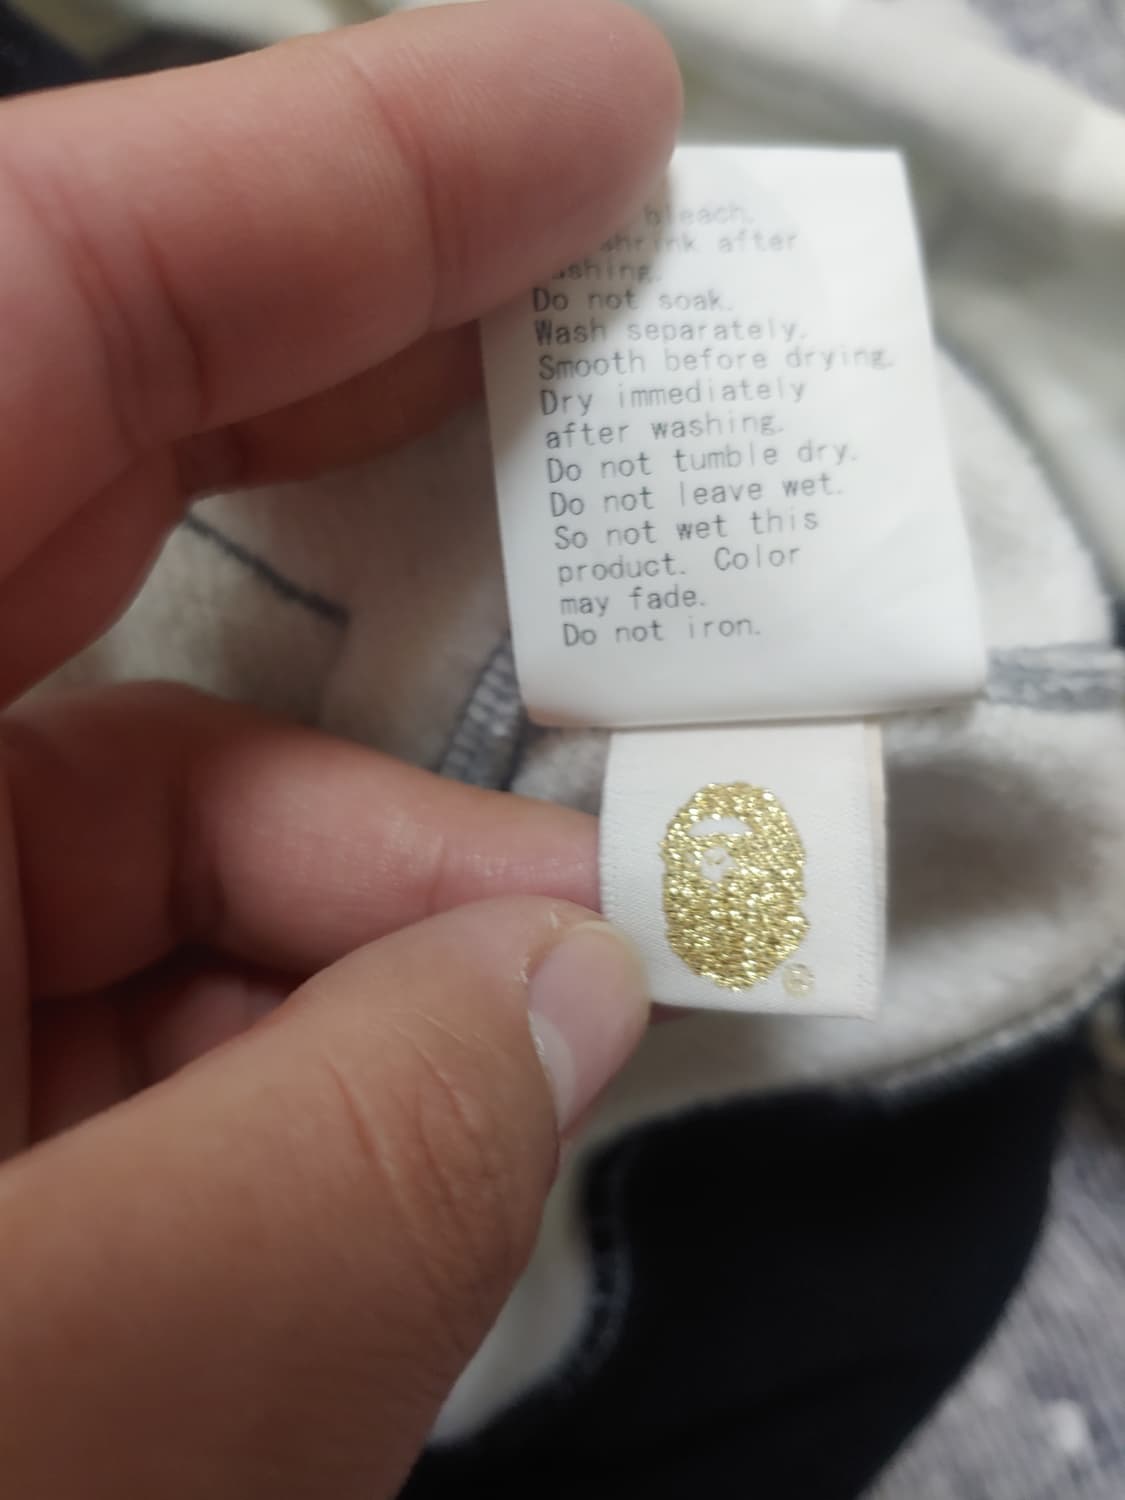 bleach.
shrink after
shing.
Do not soak.
Wash separately.
Smooth before drying.
Dry immediately
after washing.
Do not tumble dry.
Do not leave wet.
So not wet this
product. Color
may fade.
Do not iron.
®